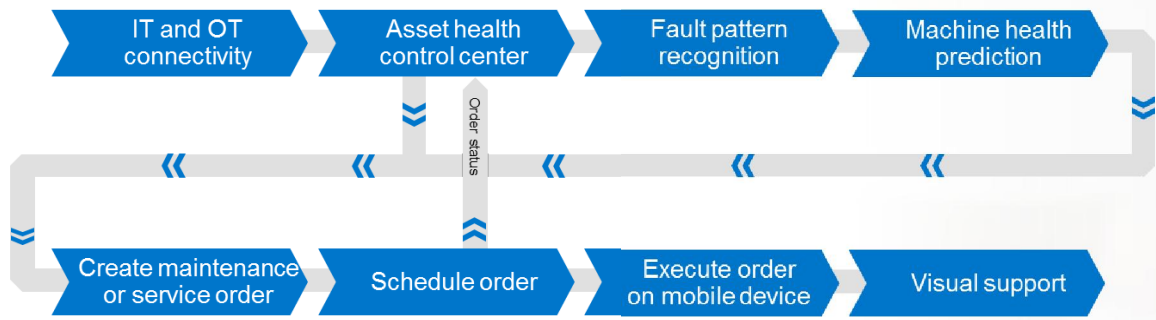 IT and OT
connectivity
Asset health
control center
Fault pattern
recognition
Machine health
prediction
Order status
Create maintenance
or service order
Schedule order
Execute order
on mobile device
Visual support